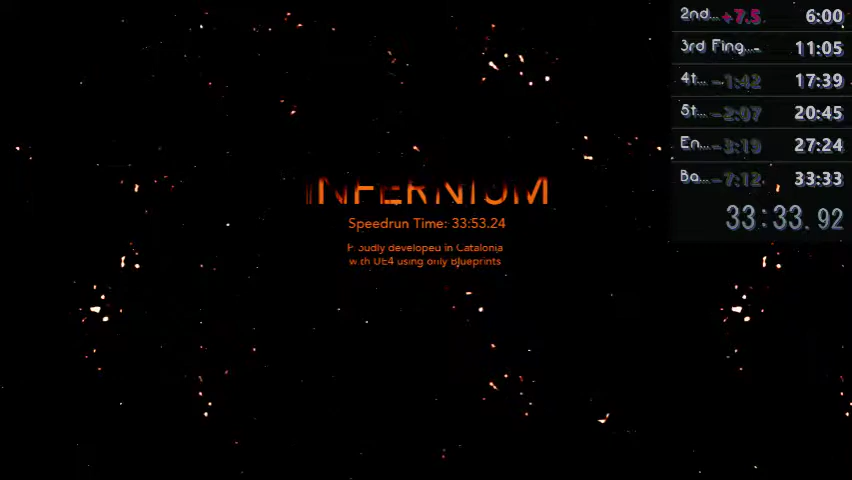 2nd... +7.5 6:00
3rd Fing... - 11:05
4t... -1:42 17:39
5t... -2:07 20:45
En... -3:19 27:24
Ba... -7:12 33:33
33:33.92
INFERNIUM
Speedrun Time: 33:53.24
Proudly developed in Catalonia
with UE4 using only Blueprints